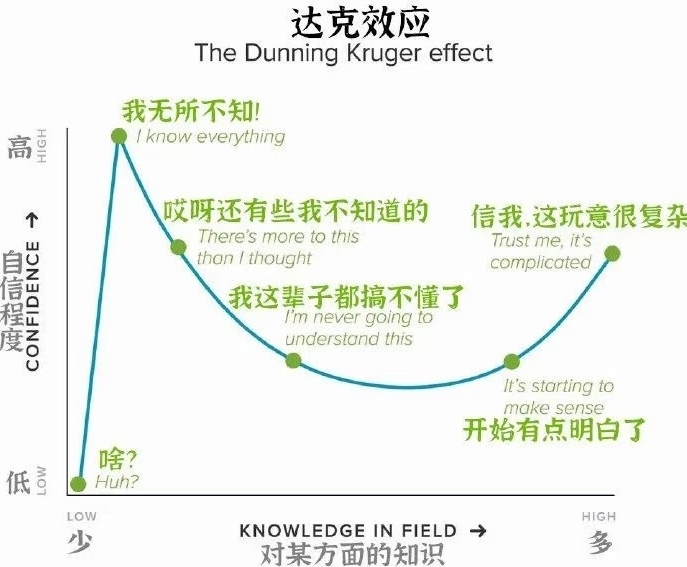 达克效应
The Dunning Kruger effect
我无所不知!
I know everything
高
HIGH
哎呀还有些我不知道的
There's more to this
than I thought
信我,这玩意很复杂
Trust me, it's
complicated
自信程度
CONFIDENCE →
我这辈子都搞不懂了
I'm never going to
understand this
It's starting to
make sense
开始有点明白了
啥?
Huh?
低
LOW
LOW
少
KNOWLEDGE IN FIELD →
对某方面的知识
HIGH
多